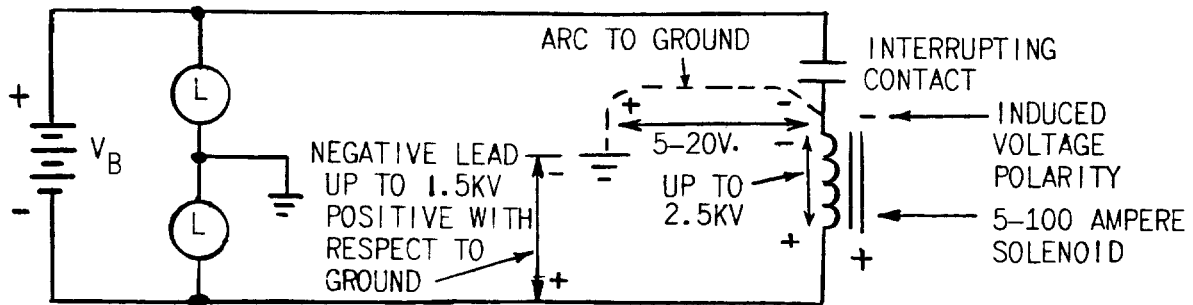 ARC TO GROUND
INTERRUPTING
CONTACT
L
+
VB
-
+
-
5-20V.
-
-
INDUCED
VOLTAGE
POLARITY
NEGATIVE LEAD
UP TO 1.5KV
POSITIVE WITH
RESPECT TO
GROUND
-
+
UP TO
2.5KV
+
L
5-100 AMPERE
SOLENOID
+